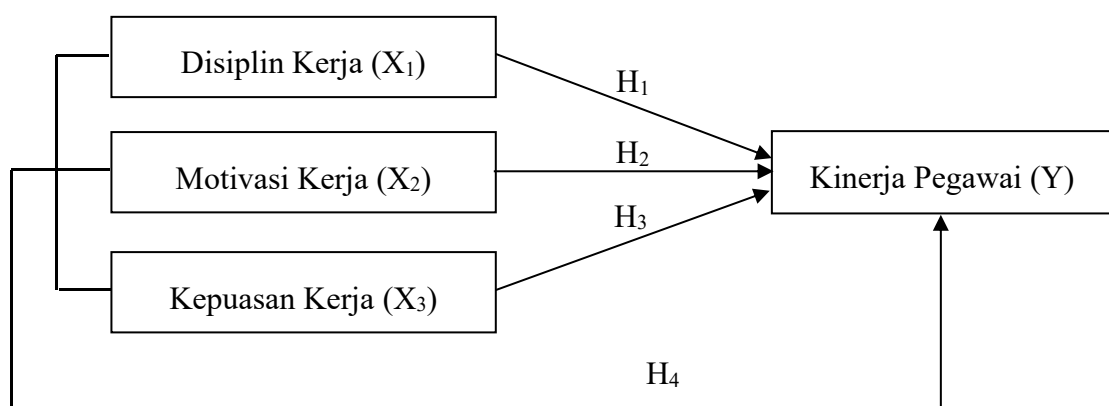 Disiplin Kerja (X₁)
H₁
Motivasi Kerja (X₂)
H₂
Kinerja Pegawai (Y)
H₃
Kepuasan Kerja (X₃)
H₄